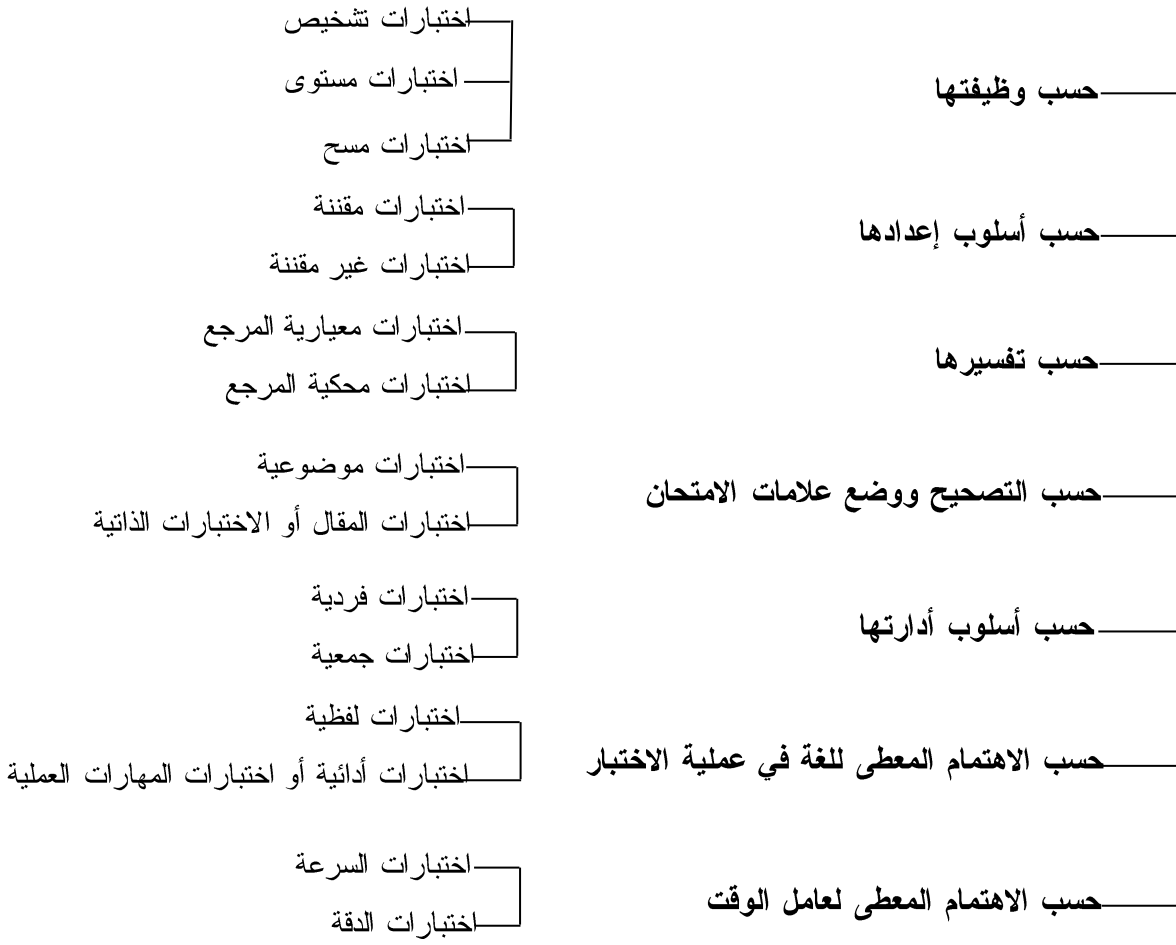 حسب وظيفتها
اختبارات تشخيص
اختبارات مستوى
اختبارات مسح
حسب أسلوب إعدادها
اختبارات مقننة
اختبارات غير مقننة
حسب تفسيرها
اختبارات معيارية المرجع
اختبارات محكية المرجع
حسب التصحيح ووضع علامات الامتحان
اختبارات موضوعية
اختبارات المقال أو الاختبارات الذاتية
حسب أسلوب أدارتها
اختبارات فردية
اختبارات جمعية
حسب الاهتمام المعطى للغة في عملية الاختبار
اختبارات لفظية
اختبارات أدائية أو اختبارات المهارات العملية
حسب الاهتمام المعطى لعامل الوقت
اختبارات السرعة
اختبارات الدقة